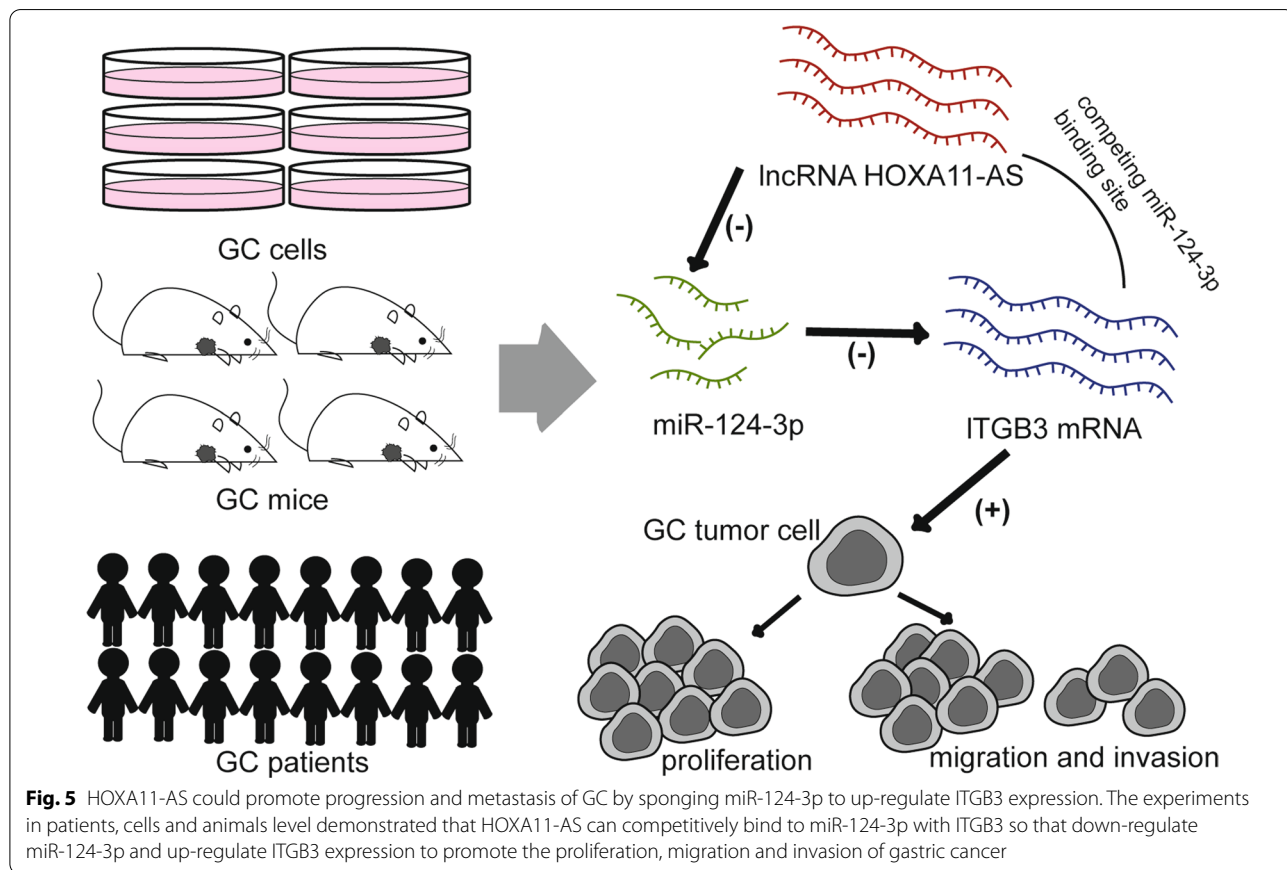 GC cells
GC mice
GC patients
lncRNA HOXA11-AS
competing miR-124-3p
binding site
(-)
miR-124-3p
(-)
ITGB3 mRNA
(+)
GC tumor cell
proliferation
migration and invasion
Fig. 5 HOXA11-AS could promote progression and metastasis of GC by sponging miR-124-3p to up-regulate ITGB3 expression. The experiments
in patients, cells and animals level demonstrated that HOXA11-AS can competitively bind to miR-124-3p with ITGB3 so that down-regulate
miR-124-3p and up-regulate ITGB3 expression to promote the proliferation, migration and invasion of gastric cancer